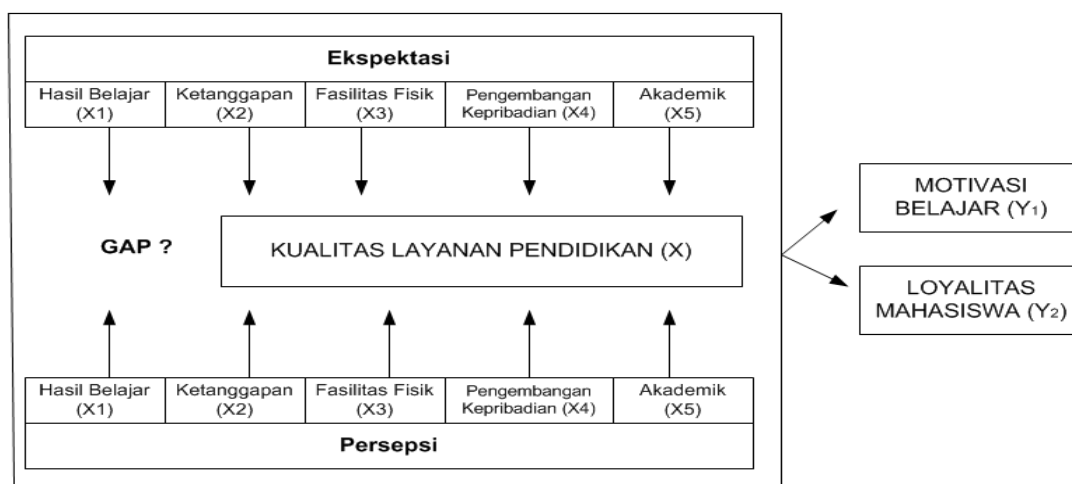 Ekspektasi
Hasil Belajar
(X1)
Ketanggapan
(X2)
Fasilitas Fisik
(X3)
Pengembangan
Kepribadian (X4)
Akademik
(X5)
GAP ?
KUALITAS LAYANAN PENDIDIKAN (X)
MOTIVASI
BELAJAR (Y1)
LOYALITAS
MAHASISWA (Y2)
Hasil Belajar
(X1)
Ketanggapan
(X2)
Fasilitas Fisik
(X3)
Pengembangan
Kepribadian (X4)
Akademik
(X5)
Persepsi